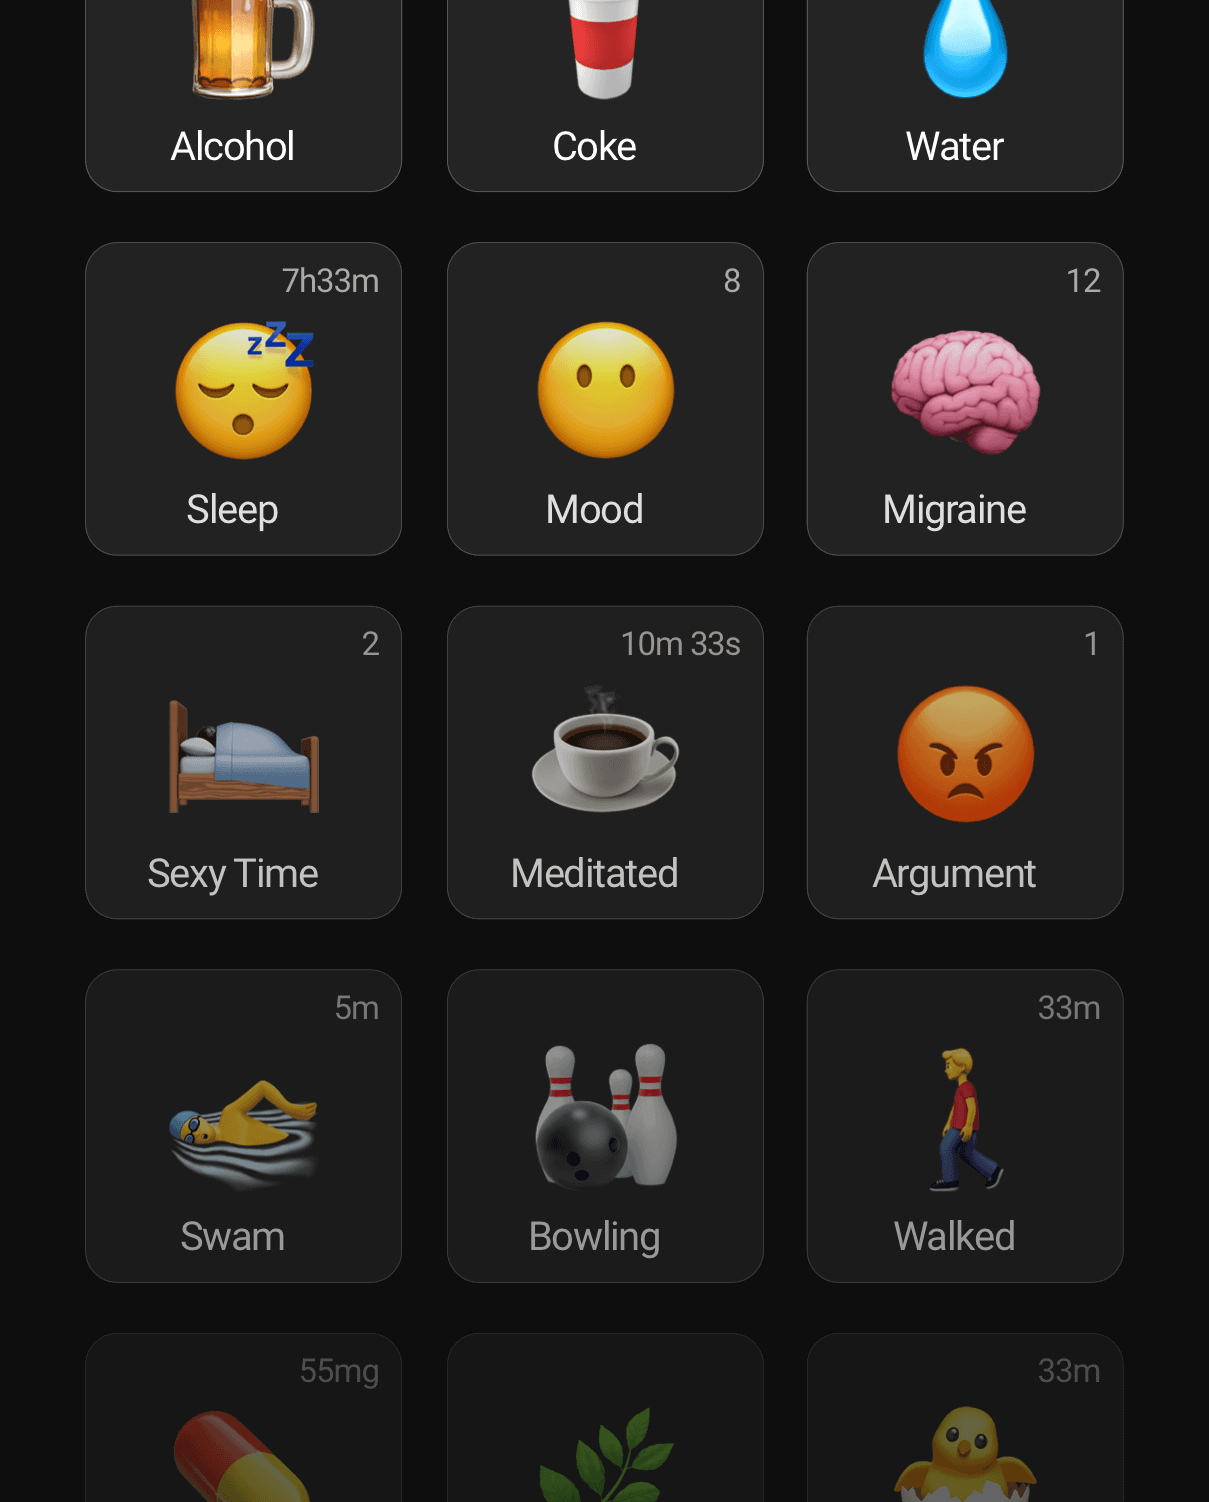 Alcohol
Coke
Water
7h33m
8
12
Sleep
Mood
Migraine
2
10m 33s
1
Sexy Time
Meditated
Argument
5m
33m
Swam
Bowling
Walked
55mg
33m